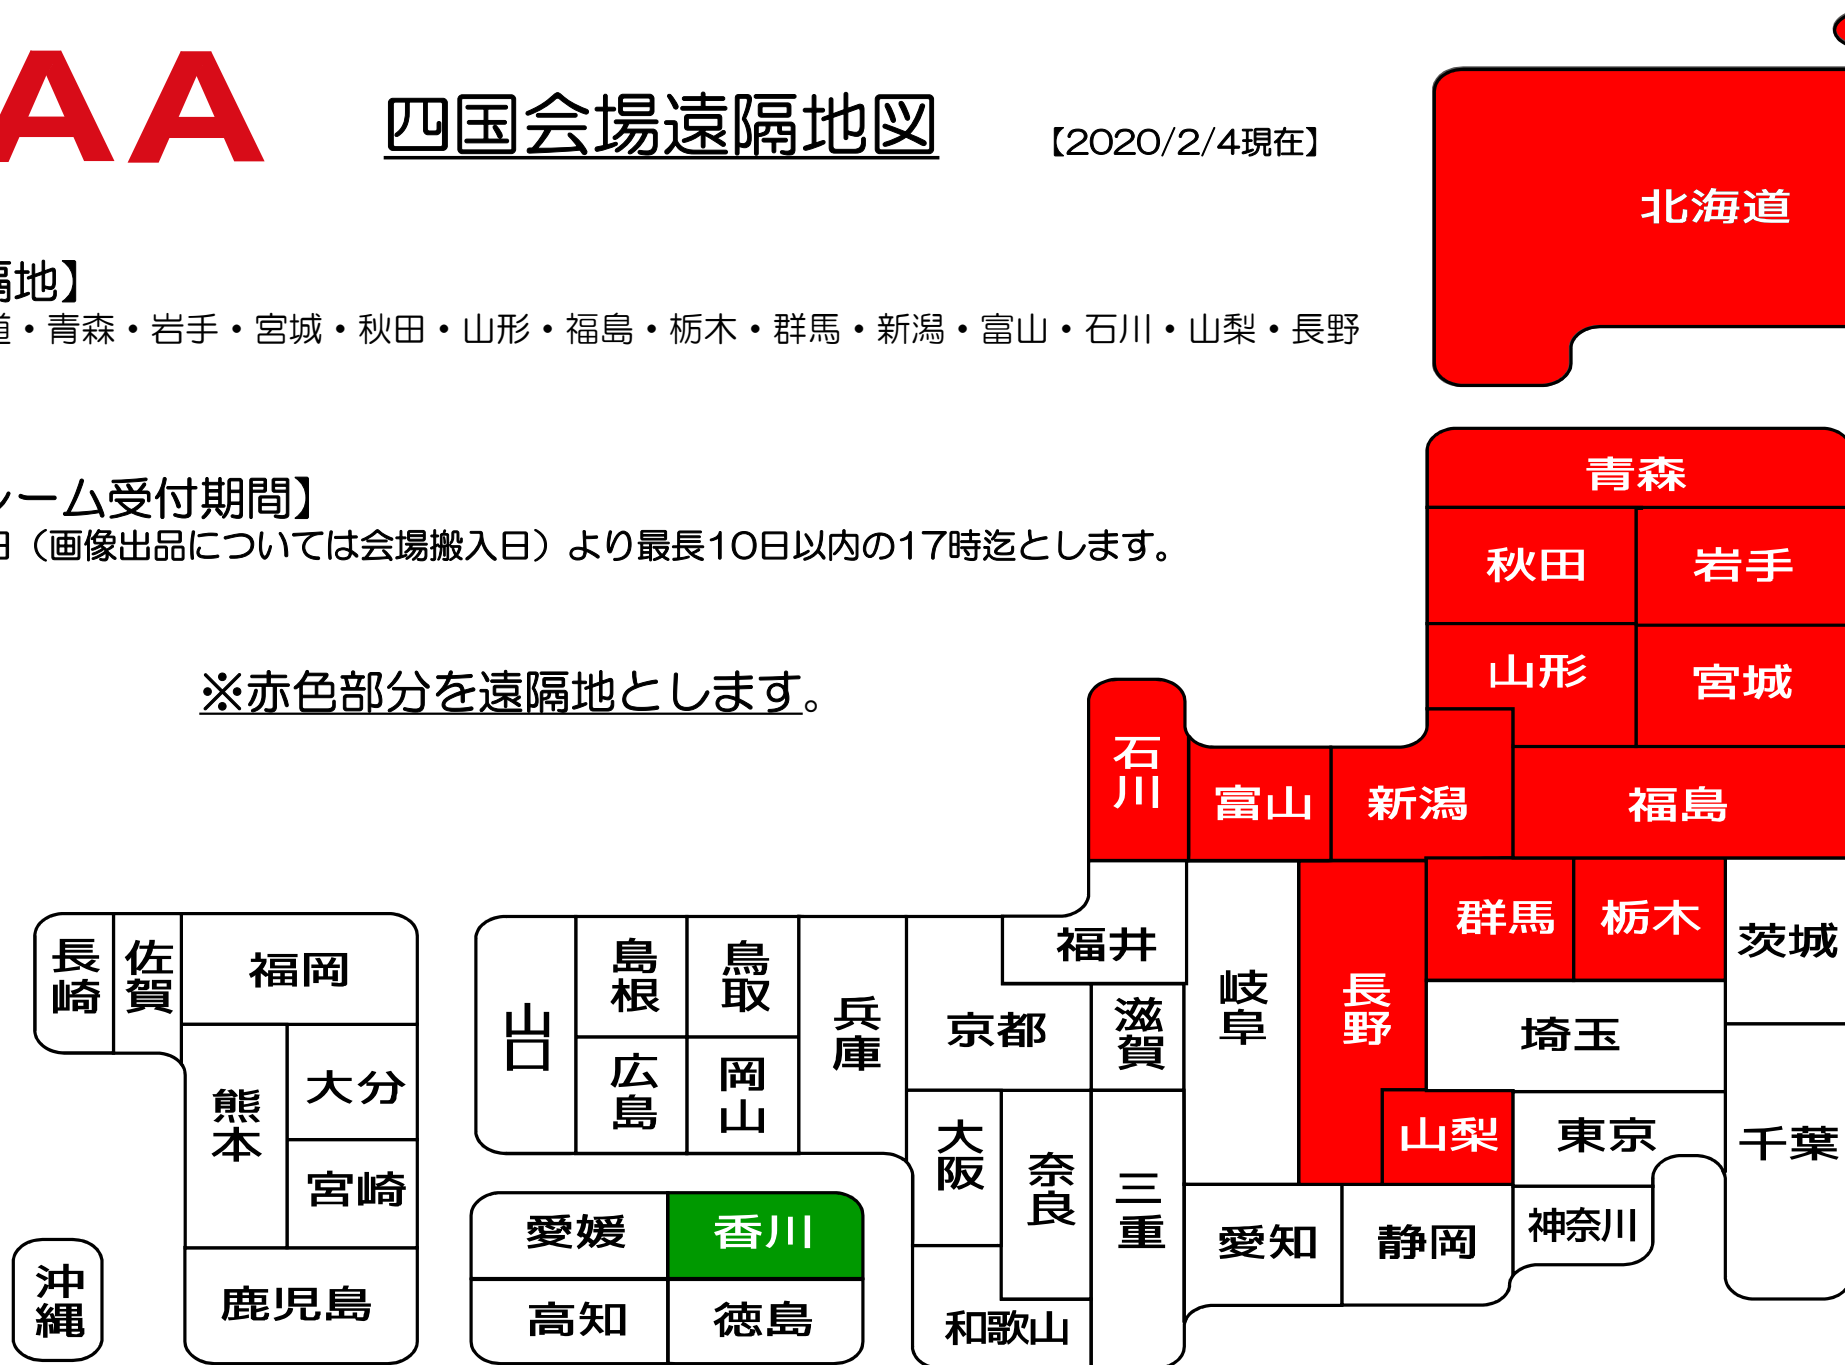 AA
四国会場遠隔地図
【2020/2/4現在】
隔地】
道・青森・岩手・宮城・秋田・山形・福島・栃木・群馬・新潟・富山・石川・山梨・長野
ーム受付期間】
日（画像出品については会場搬入日）より最長10日以内の17時迄とします。
※赤色部分を遠隔地とします。
北海道
青森
秋田
岩手
山形
宮城
石川
富山
新潟
福島
群馬
栃木
茨城
福井
岐阜
長野
埼玉
長崎
佐賀
福岡
山口
島根
鳥取
兵庫
京都
滋賀
熊本
大分
広島
岡山
大阪
奈良
三重
山梨
東京
千葉
宮崎
愛媛
香川
愛知
静岡
神奈川
沖縄
鹿児島
高知
徳島
和歌山